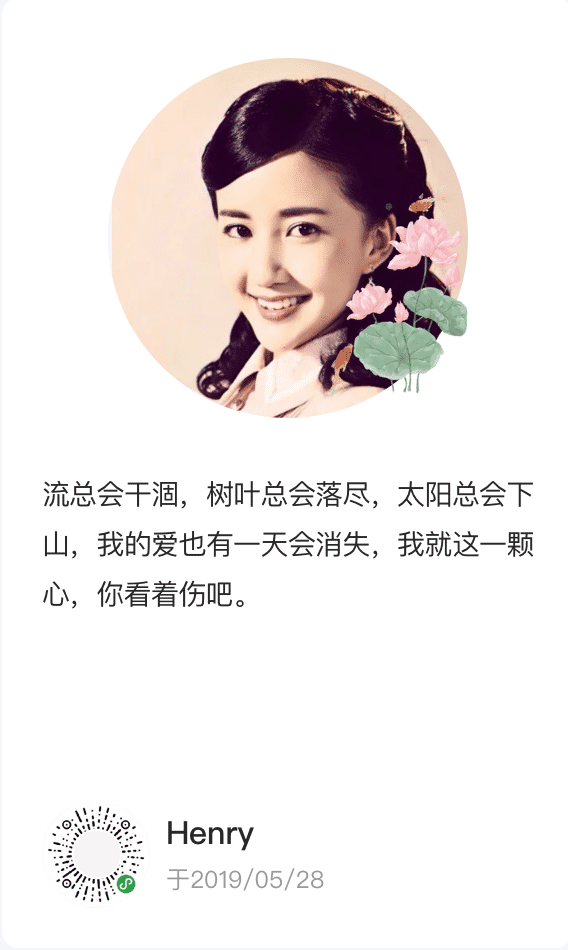 流总会干涸，树叶总会落尽，太阳总会下
山，我的爱也有一天会消失，我就这一颗
心，你看着伤吧。
Henry
于2019/05/28